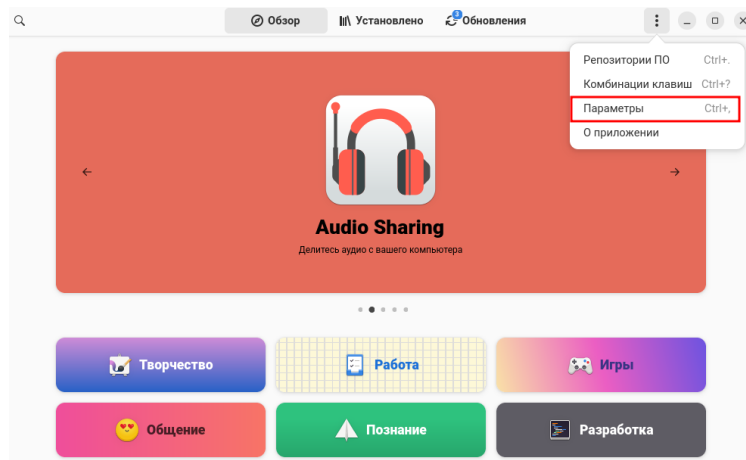 Обзор
Установлено
3
Обновления
Репозитории ПО Ctrl+.
Комбинации клавиш Ctrl+?
Параметры Ctrl+,
О приложении
Audio Sharing
Делитесь аудио с вашего компьютера
Творчество
Работа
Игры
Общение
Познание
Разработка